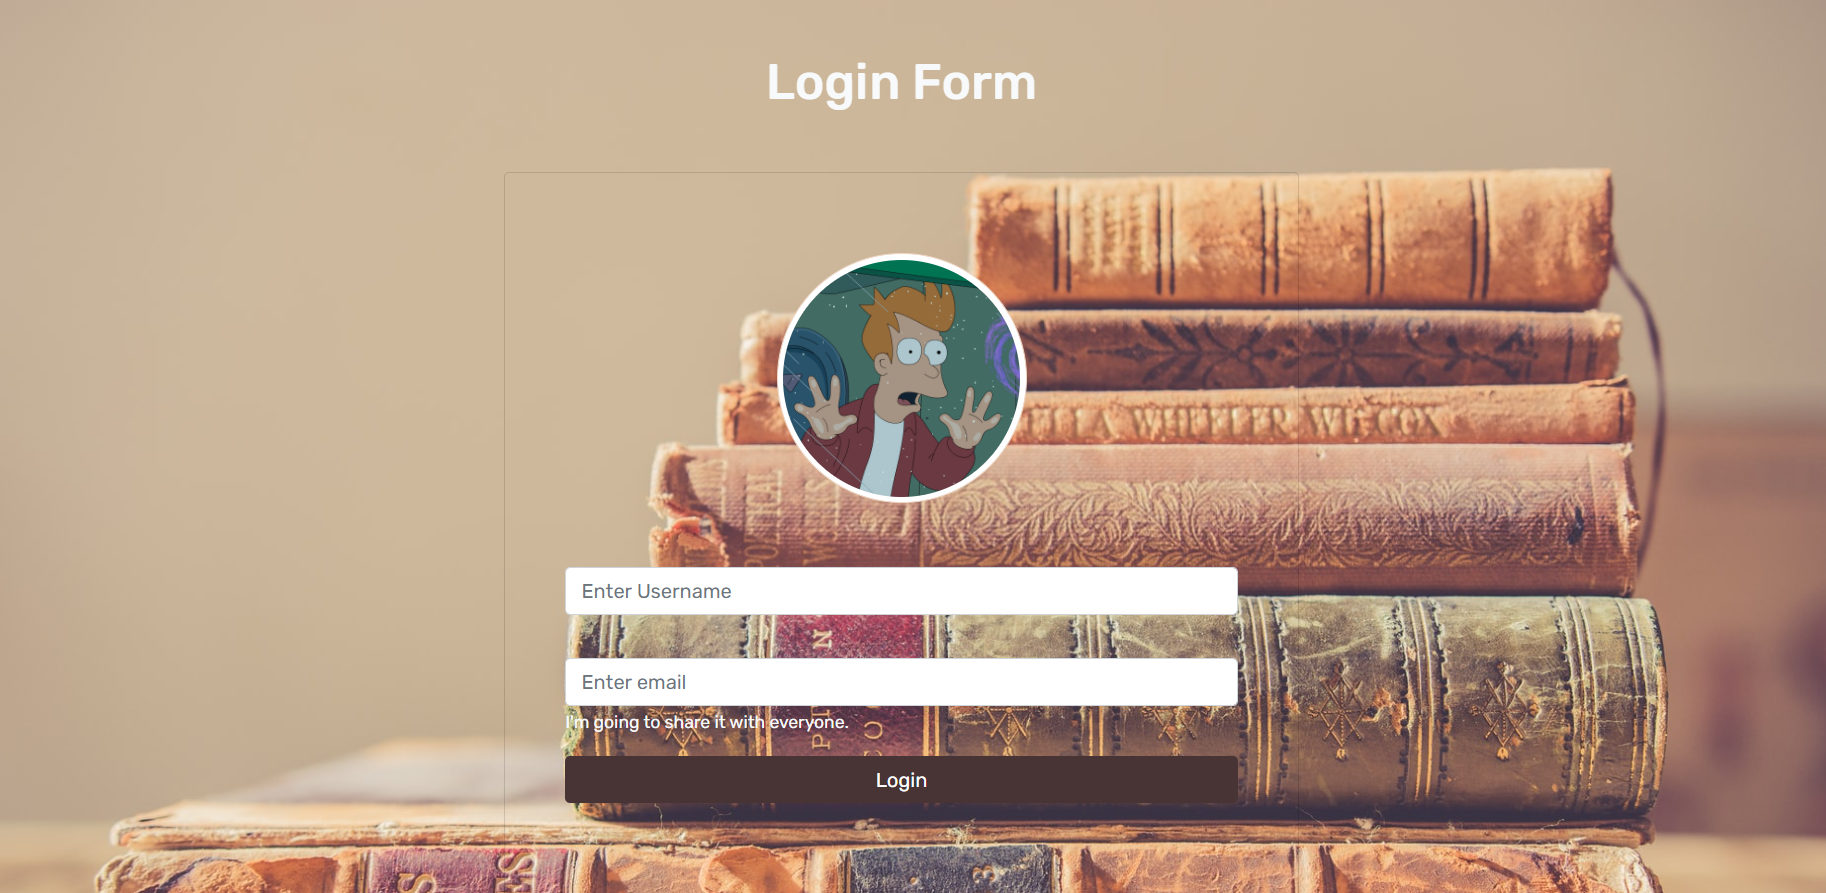 Login Form
ELLA WHEELER WILCOX
Enter Username
Enter email
I'm going to share it with everyone.
Login